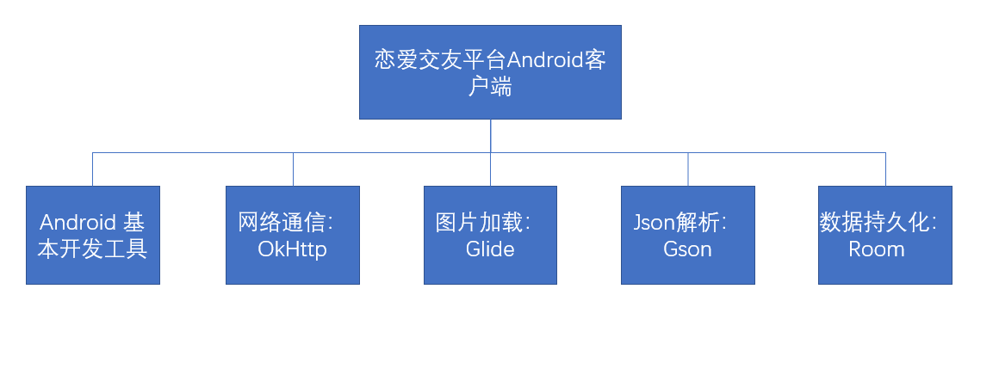 恋爱交友平台Android客
户端
Android 基
本开发工具
网络通信：
OkHttp
图片加载：
Glide
Json解析：
Gson
数据持久化：
Room